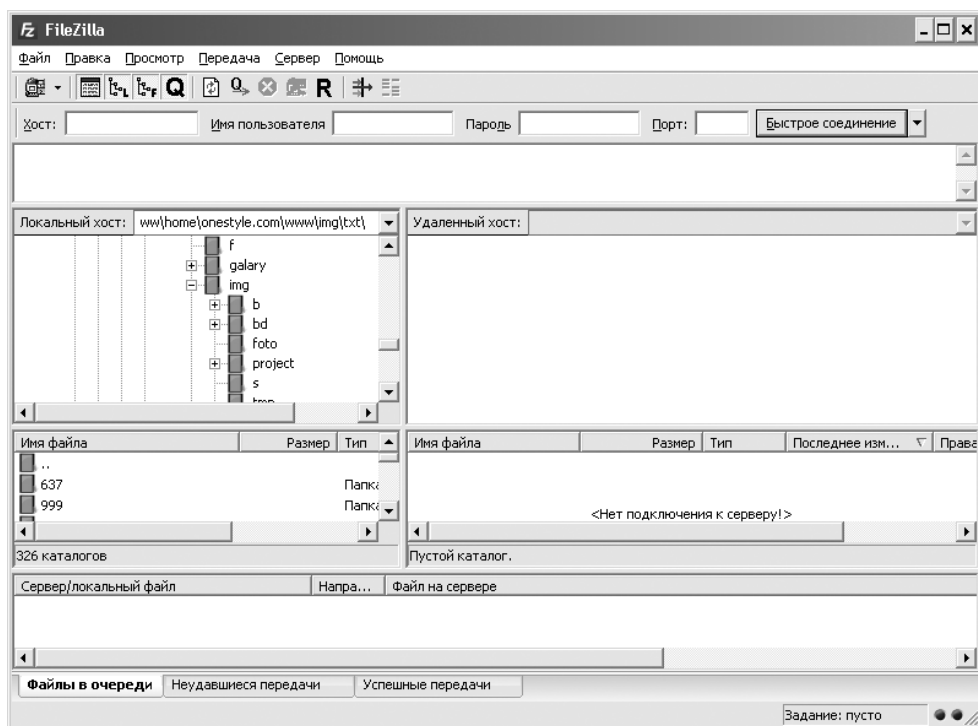 FileZilla
Файл Правка Просмотр Передача Сервер Помощь
Хост: Имя пользователя Пароль Порт: Быстрое соединение
Локальный хост: ww\home\onestyle.com\www\img\txt\ Удаленный хост:
f
galary
img
b
bd
foto
project
s
tmp
Имя файла Размер Тип Имя файла Размер Тип Последнее изм... Права
..
637 Папка
999 Папка
<Нет подключения к серверу!>
326 каталогов Пустой каталог.
Сервер/локальный файл Напра... Файл на сервере
Файлы в очереди Неудавшиеся передачи Успешные передачи
Задание: пусто